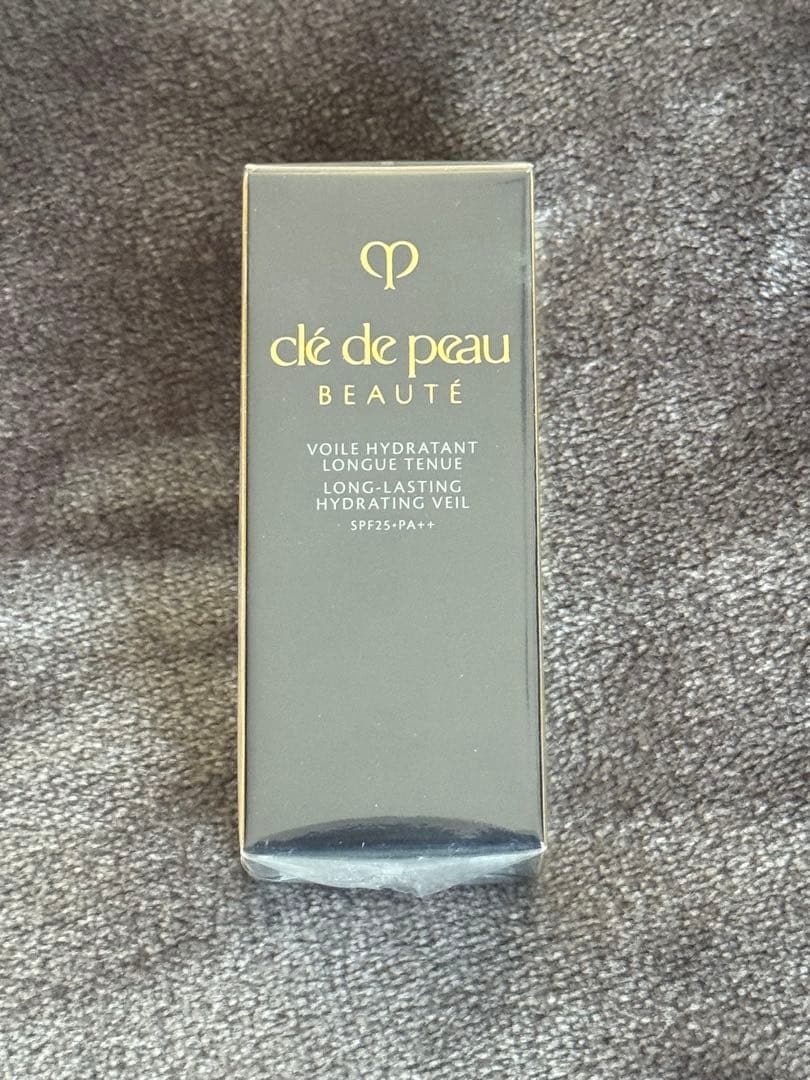 clé de peau
BEAUTÉ
VOILE HYDRATANT
LONGUE TENUE
LONG-LASTING
HYDRATING VEIL
SPF25•PA++